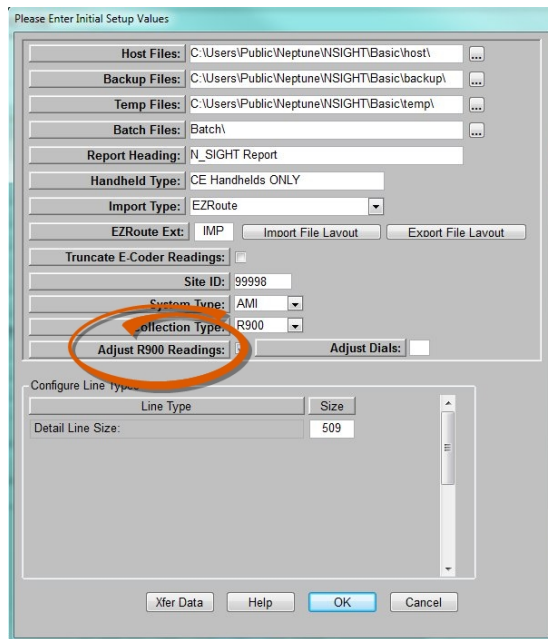 Please Enter Initial Setup Values
Host Files: C:\Users\Public\Neptune\NSIGHT\Basic\host\ ...
Backup Files: C:\Users\Public\Neptune\NSIGHT\Basic\backup\ ...
Temp Files: C:\Users\Public\Neptune\NSIGHT\Basic\temp\ ...
Batch Files: Batch\ ...
Report Heading: N_SIGHT Report
Handheld Type: CE Handhelds ONLY
Import Type: EZRoute
EZRoute Ext: IMP Import File Layout Export File Layout
Truncate E-Coder Readings:
Site ID: 99998
System Type: AMI
Collection Type: R900
Adjust R900 Readings: Adjust Dials:
Configure Line Types
Line Type Size
Detail Line Size: 509
Xfer Data Help OK Cancel